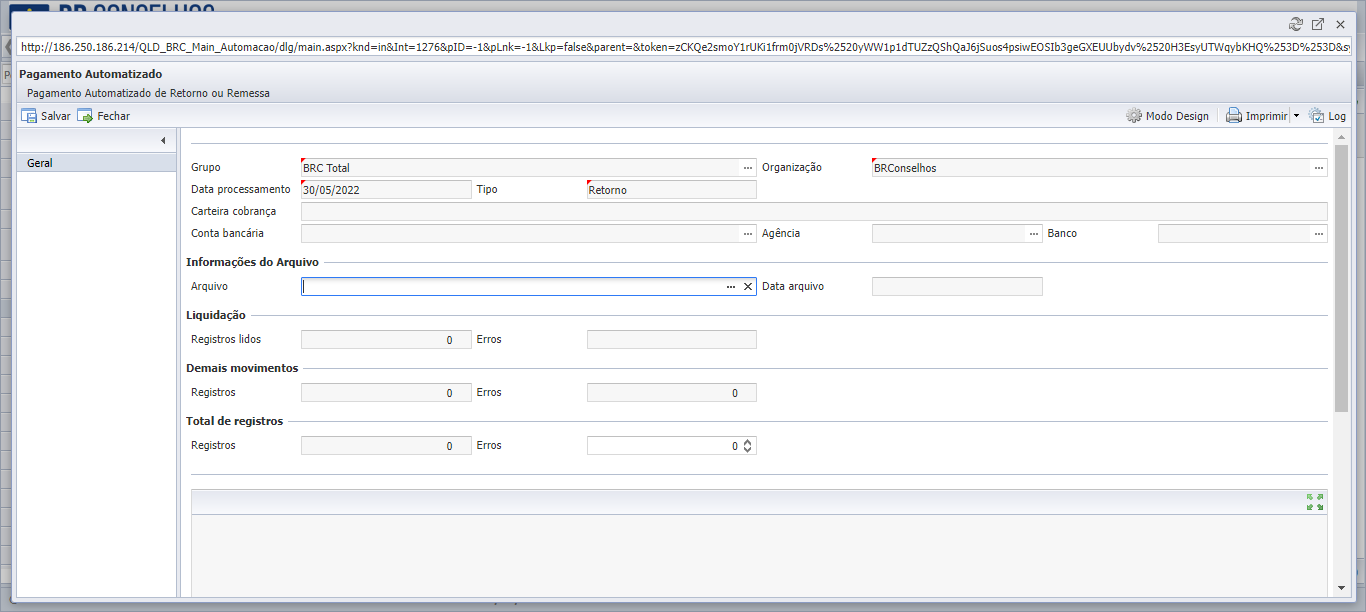 BR CONSELHOS
http://186.250.186.214/QLD_BRC_Main_Automacao/dlg/main.aspx?knd=in&Int=1276&pID=-1&pLnk=-1&Lkp=false&parent=&token=zCKQe2smoY1rUKi1frm0jVRDs%2520yWW1p1dTUZzQShQaJ6jSuos4psiwEOSIb3geGXEUUbydv%2520H3EsyUTWqybKHQ%253D%253D&sy
Pagamento Automatizado
Pagamento Automatizado de Retorno ou Remessa
Salvar Fechar Modo Design Imprimir Log
Geral
Grupo BRC Total ... Organização BRConselhos ...
Data processamento 30/05/2022 Tipo Retorno
Carteira cobrança
Conta bancária ... Agência ... Banco ...
Informações do Arquivo
Arquivo ... Data arquivo
Liquidação
Registros lidos 0 Erros
Demais movimentos
Registros 0 Erros 0
Total de registros
Registros 0 Erros 0